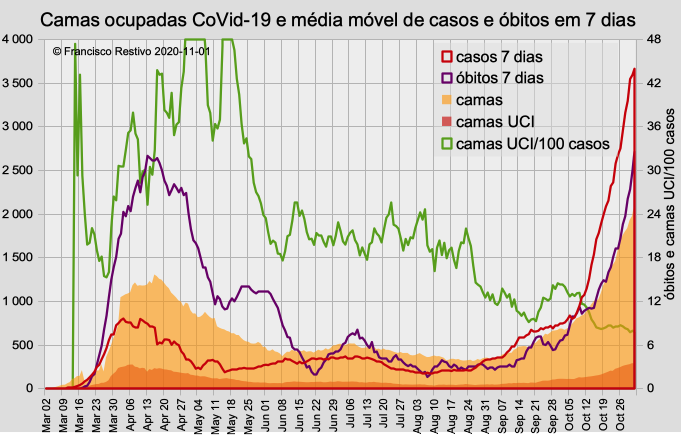 Camas ocupadas CoVid-19 e média móvel de casos e óbitos em 7 dias
© Francisco Restivo 2020-11-01
casos 7 dias
óbitos 7 dias
camas
camas UCI
camas UCI/100 casos
4 000
3 500
3 000
2 500
2 000
1 500
1 000
500
0
48
42
36
30
24
18
12
6
0
óbitos e camas UCI/100 casos
Mar 02
Mar 09
Mar 16
Mar 23
Mar 30
Apr 06
Apr 13
Apr 20
Apr 27
May 04
May 11
May 18
May 25
Jun 01
Jun 08
Jun 15
Jun 22
Jun 29
Jul 06
Jul 13
Jul 20
Jul 27
Aug 03
Aug 10
Aug 17
Aug 24
Aug 31
Sep 07
Sep 14
Sep 21
Sep 28
Oct 05
Oct 12
Oct 19
Oct 26